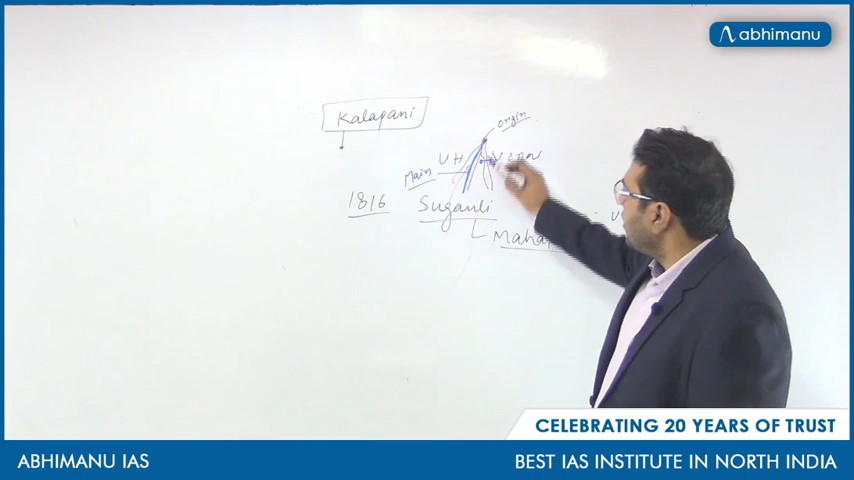 abhimanu
Kalapani
Origin
UH
Main
1816
Sugauli
CELEBRATING 20 YEARS OF TRUST
ABHIMANU IAS
BEST IAS INSTITUTE IN NORTH INDIA